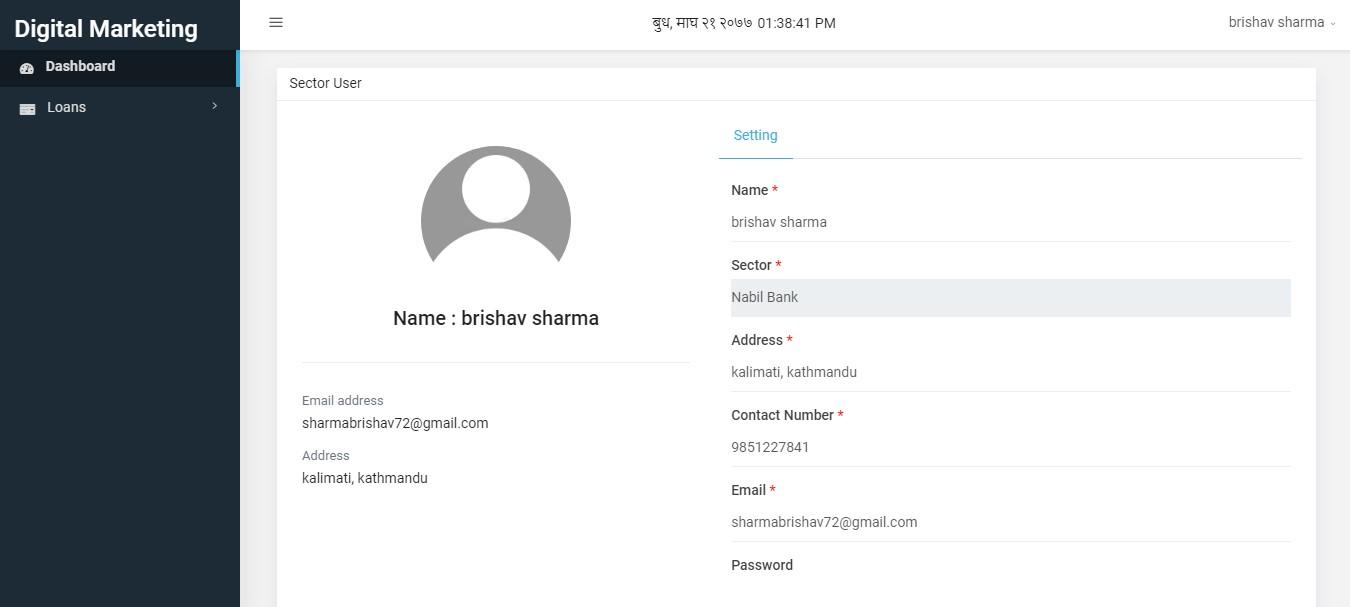 Digital Marketing
बुध, माघ २१ २०७७ 01:38:41 PM
brishav sharma
Dashboard
Loans
Sector User
Name : brishav sharma
Email address
sharmabrishav72@gmail.com
Address
kalimati, kathmandu
Setting
Name *
brishav sharma
Sector *
Nabil Bank
Address *
kalimati, kathmandu
Contact Number *
9851227841
Email *
sharmabrishav72@gmail.com
Password